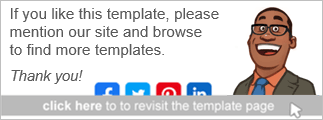 If you like this template, please
mention our site and browse
to find more templates.
Thank you!
click here to to revisit the template page